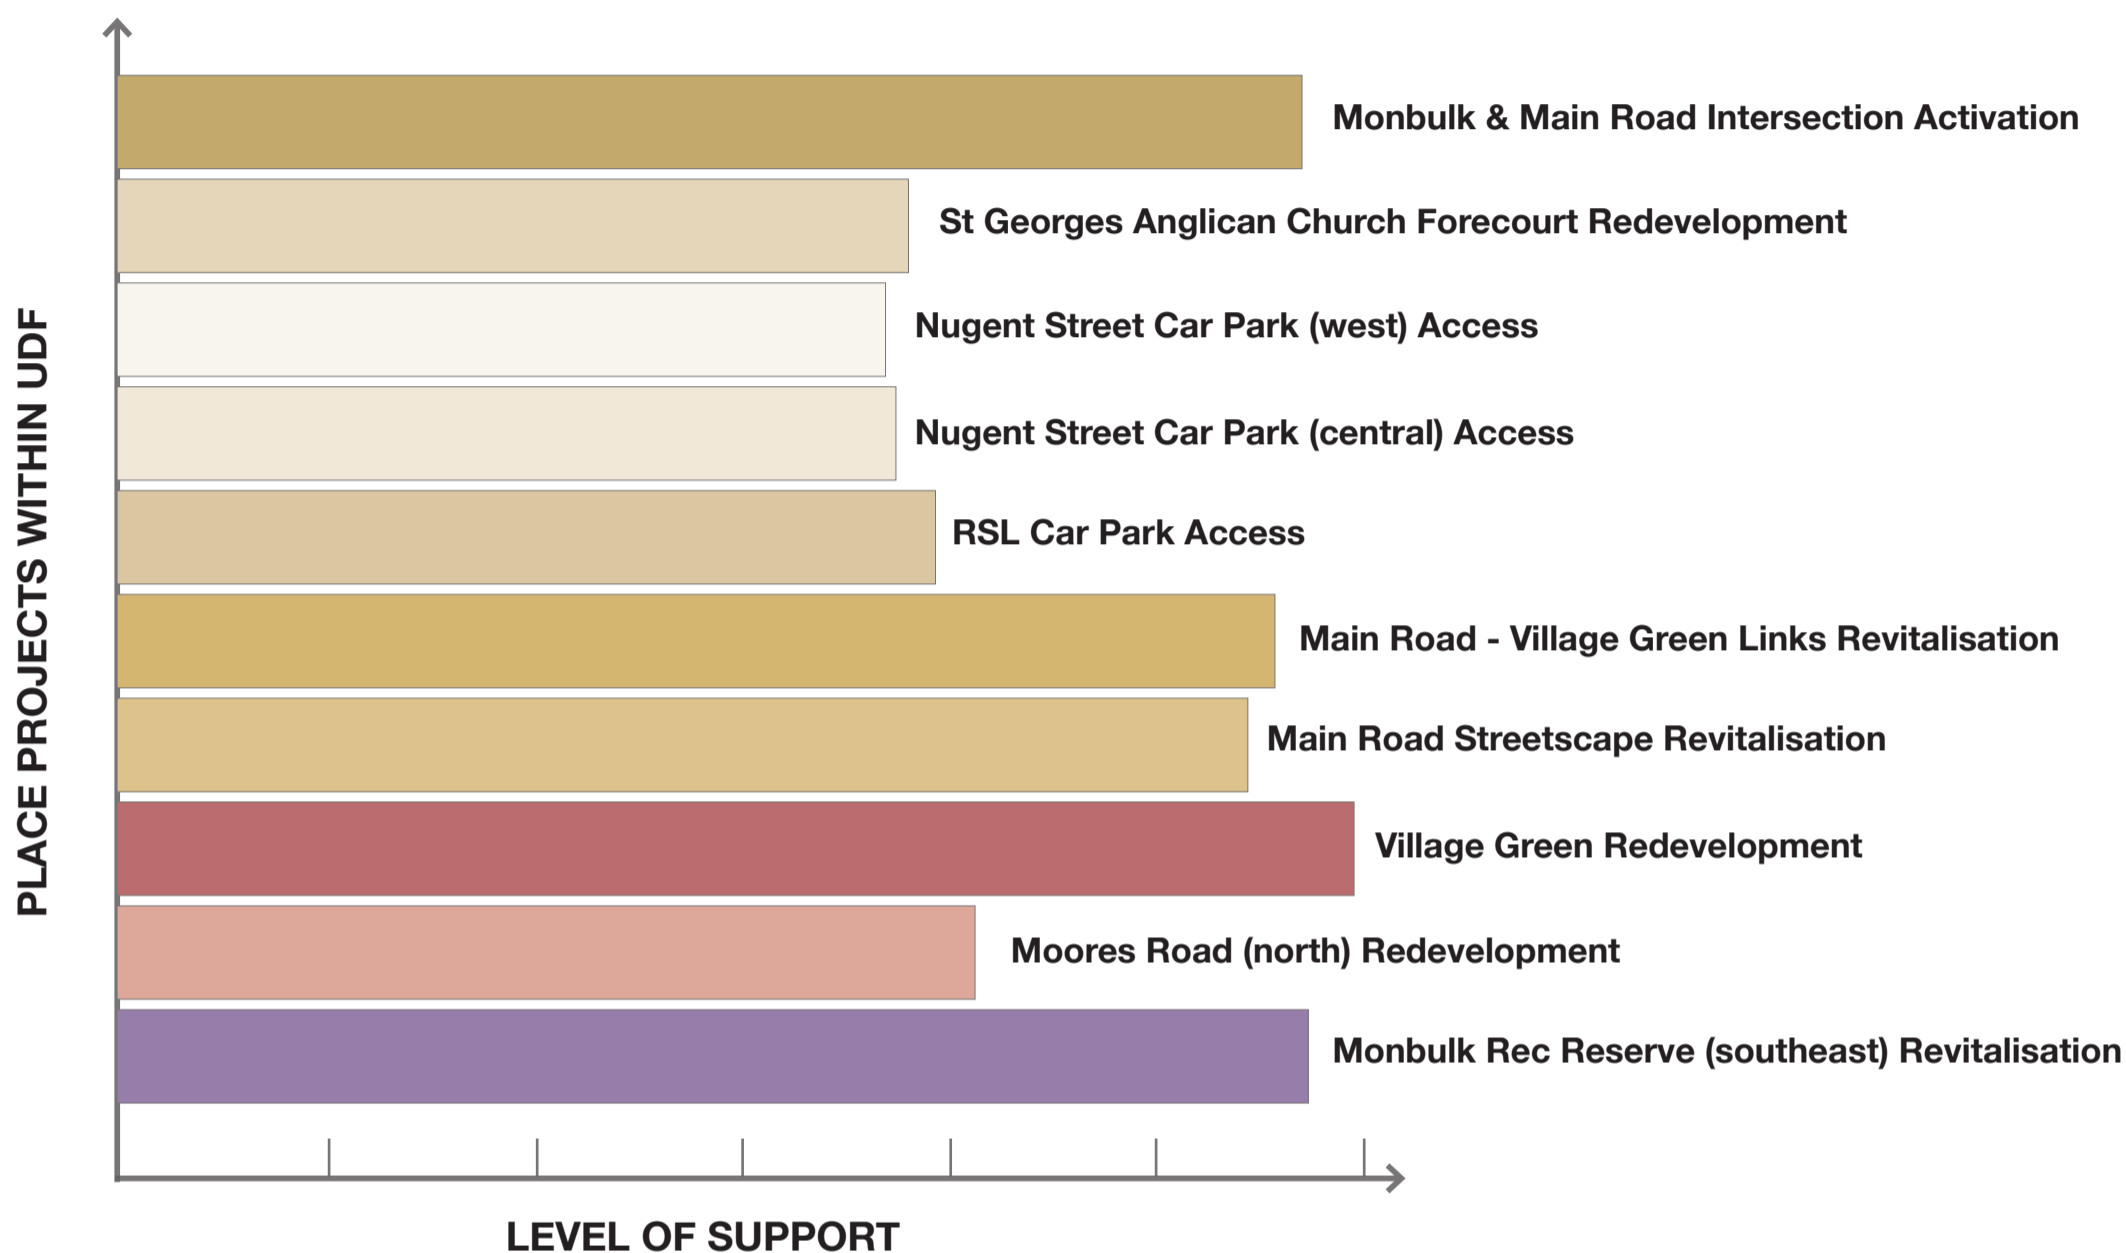 PLACE PROJECTS WITHIN UDF
Monbulk & Main Road Intersection Activation
St Georges Anglican Church Forecourt Redevelopment
Nugent Street Car Park (west) Access
Nugent Street Car Park (central) Access
RSL Car Park Access
Main Road - Village Green Links Revitalisation
Main Road Streetscape Revitalisation
Village Green Redevelopment
Moores Road (north) Redevelopment
Monbulk Rec Reserve (southeast) Revitalisation
LEVEL OF SUPPORT